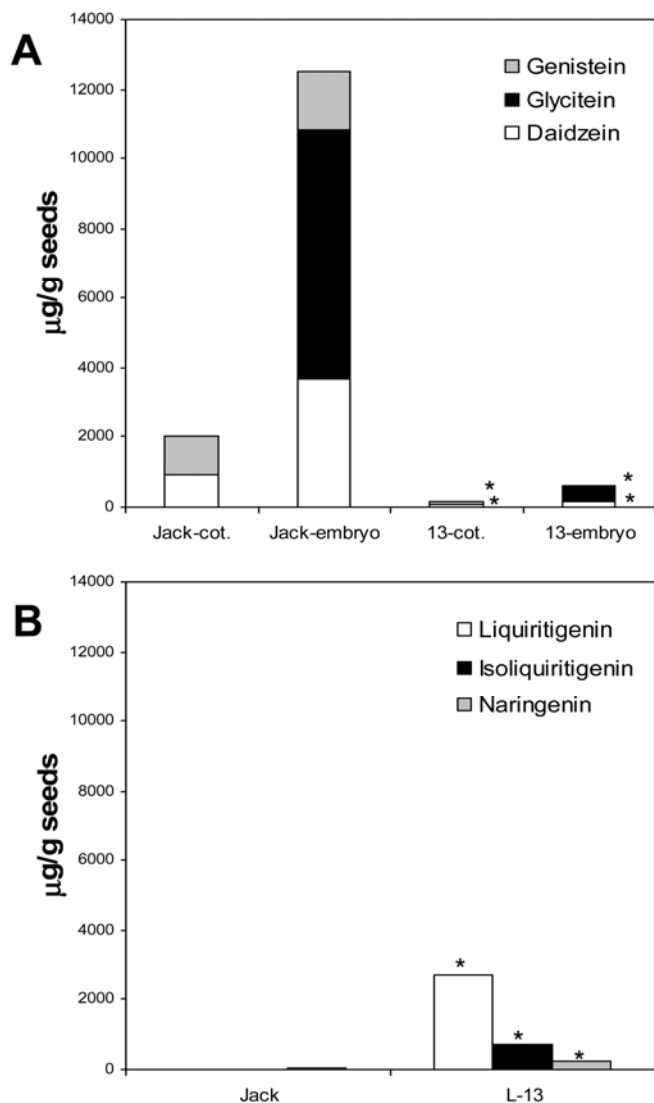 A
µg/g seeds
14000
12000
10000
8000
6000
4000
2000
0
Genistein
Glycitein
Daidzein
*
*
*
*
Jack-cot.
Jack-embryo
13-cot.
13-embryo
B
µg/g seeds
14000
12000
10000
8000
6000
4000
2000
0
Liquiritigenin
Isoliquiritigenin
Naringenin
*
*
*
Jack
L-13